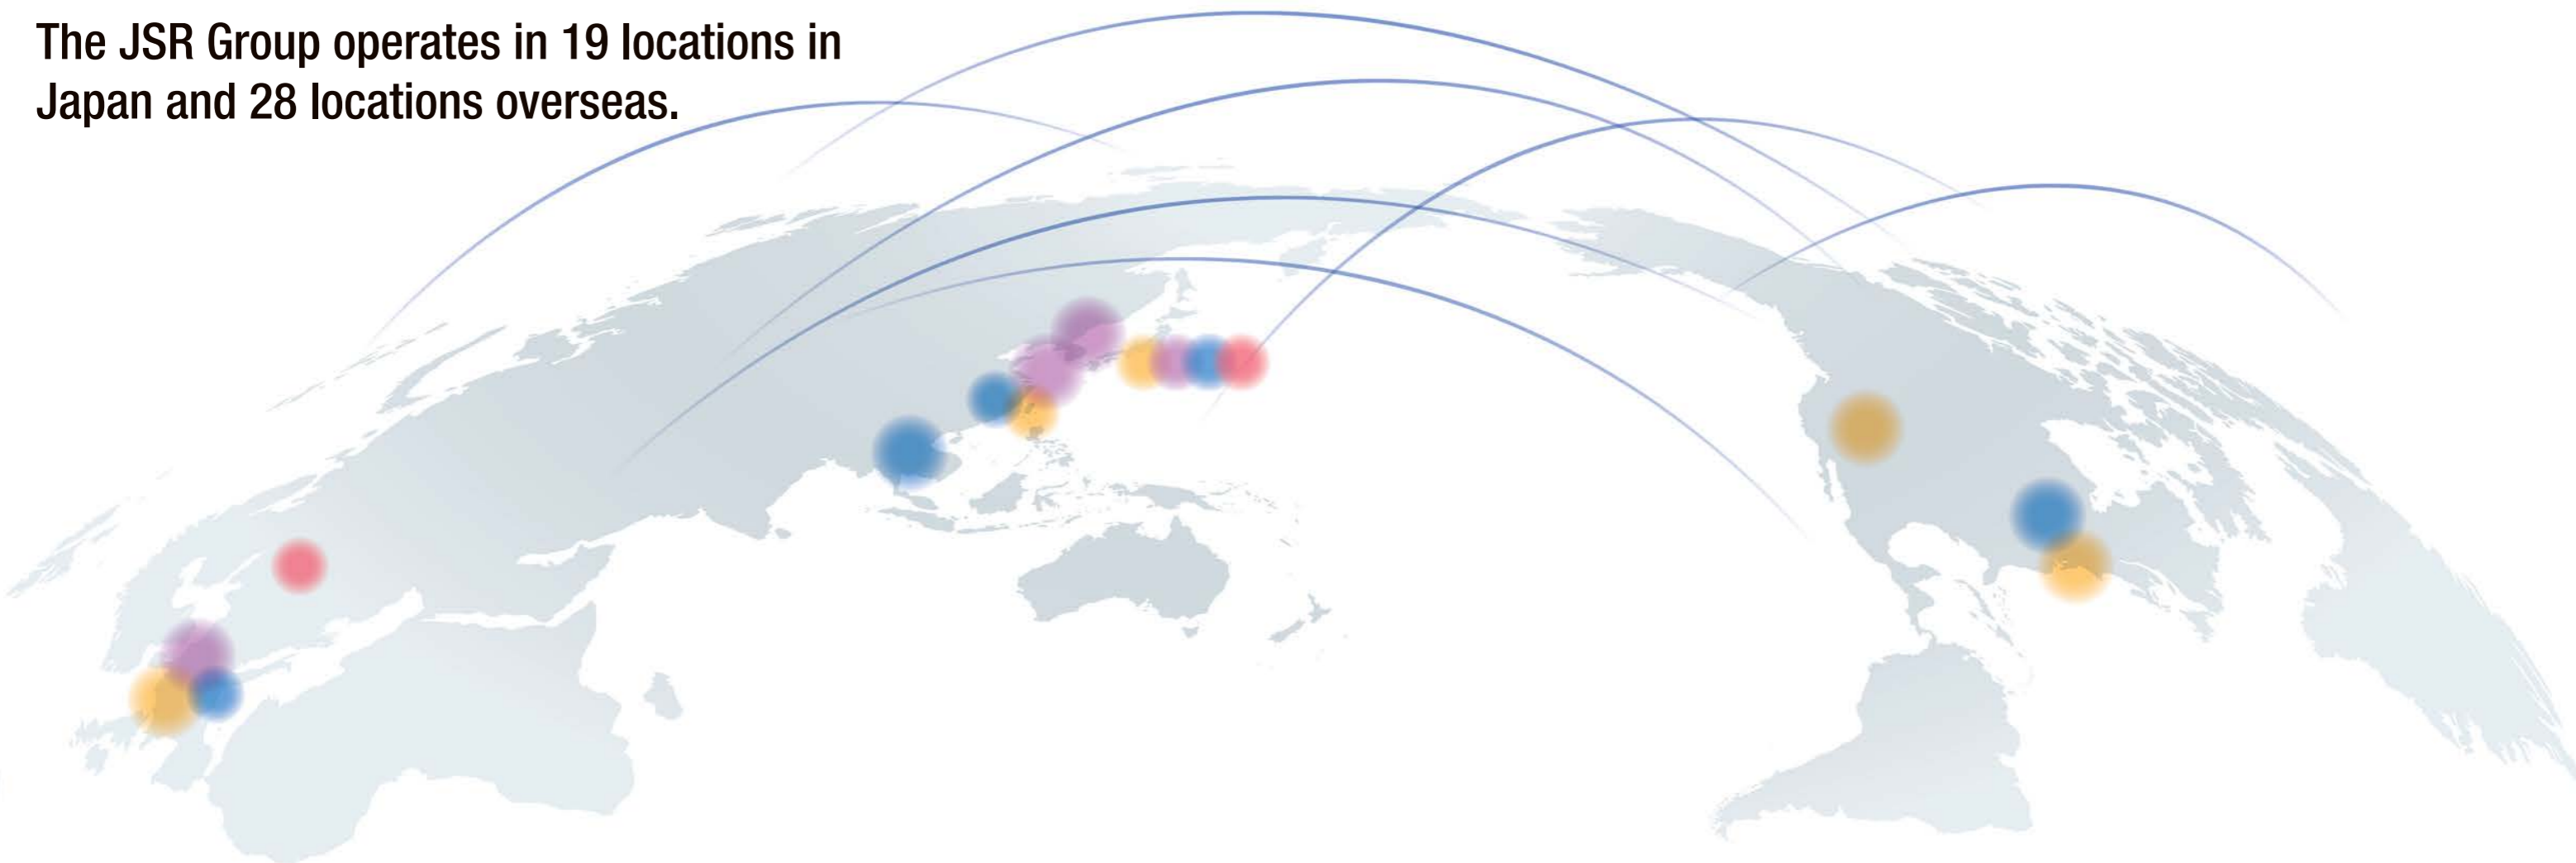 The JSR Group operates in 19 locations in
Japan and 28 locations overseas.